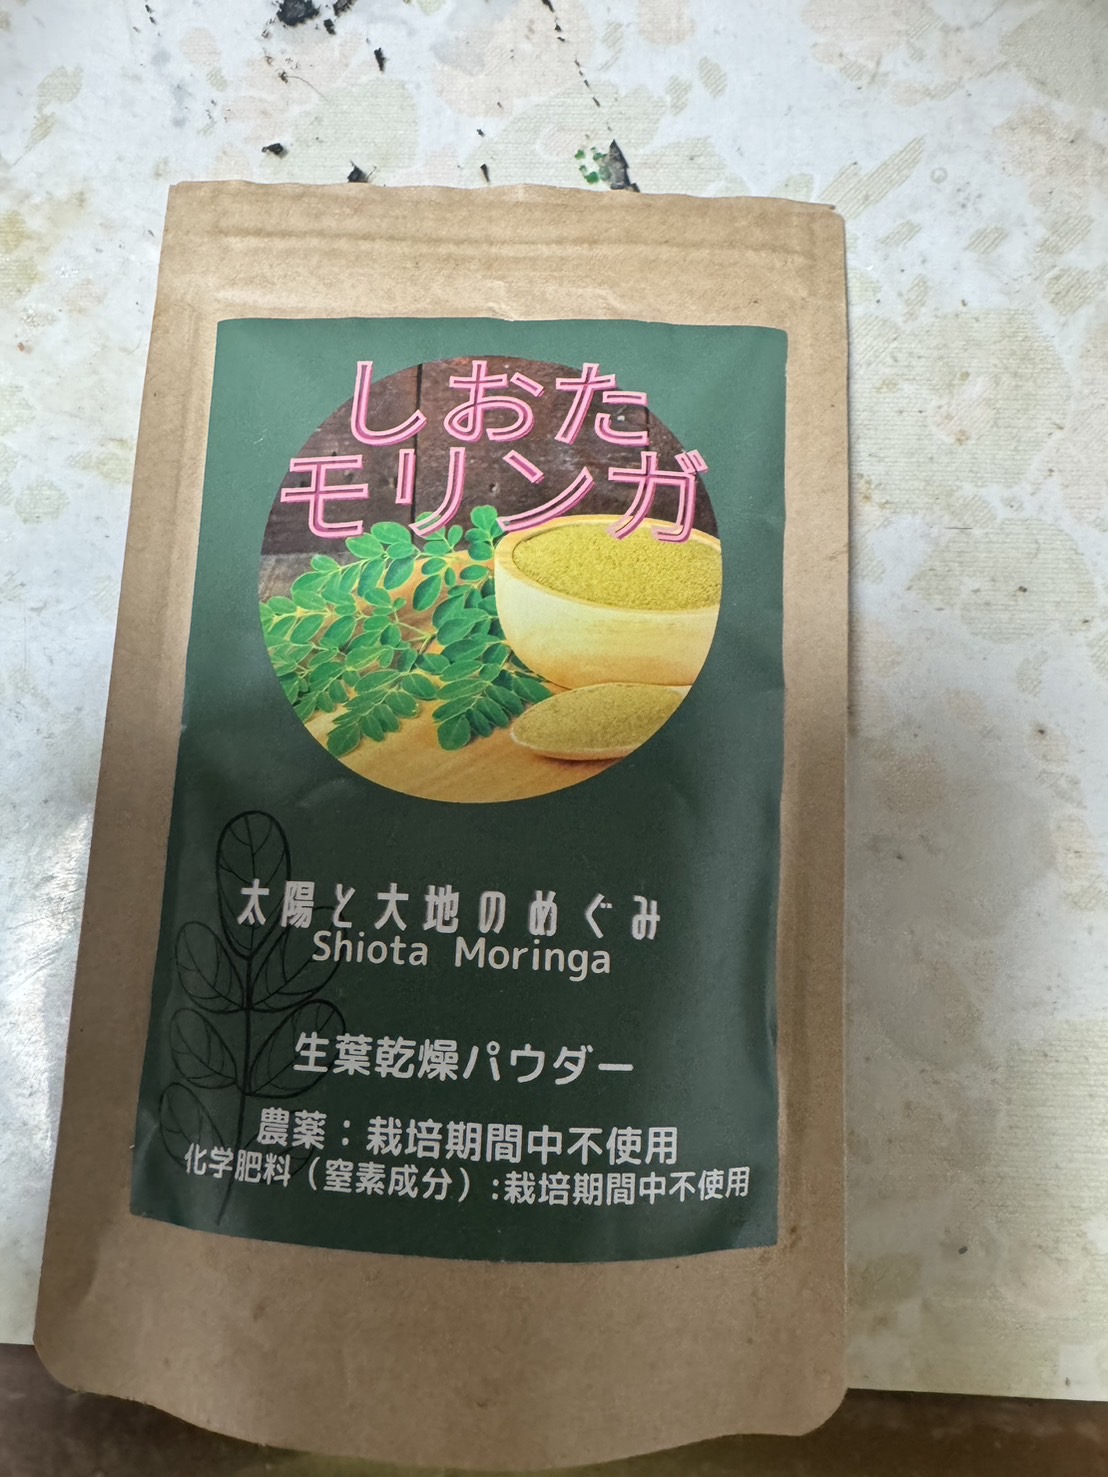 しおた
モリンガ
太陽と大地のめぐみ
Shiota Moringa
生葉乾燥パウダー
農薬：栽培期間中不使用
化学肥料（窒素成分）:栽培期間中不使用